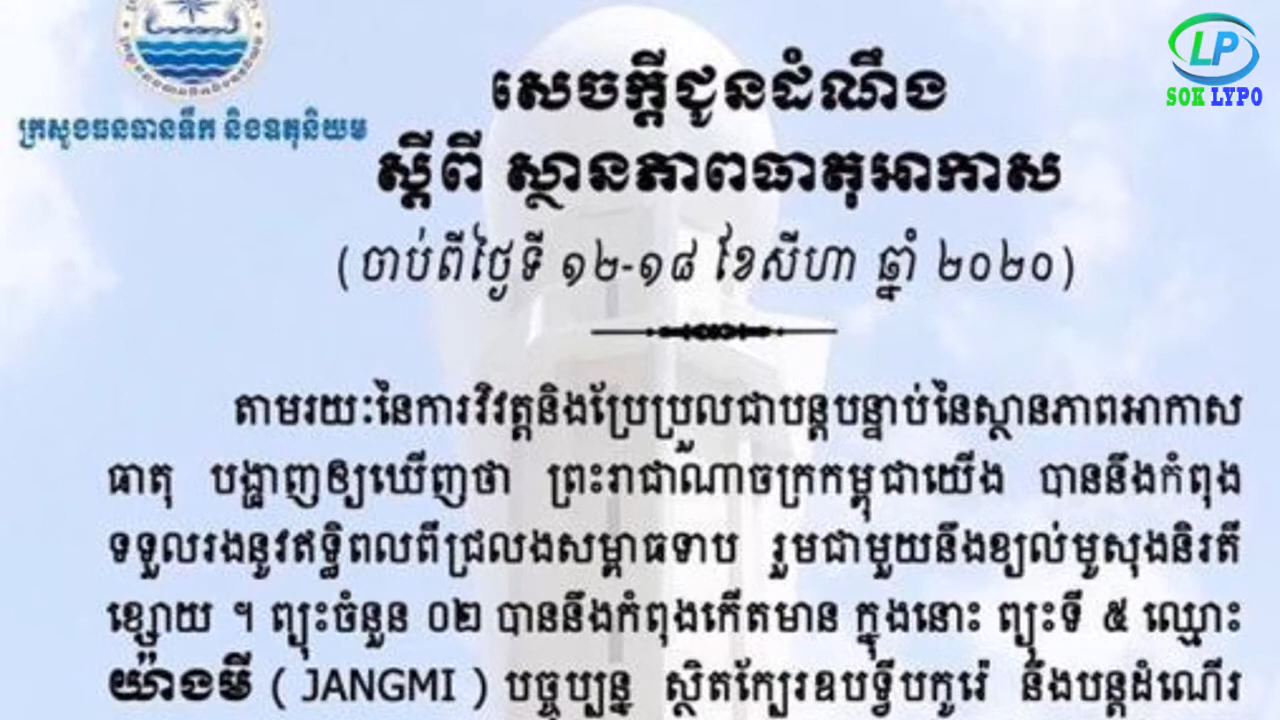 LP
SOK LYPO
ក្រសួងធនធានទឹក និងឧតុនិយម
សេចក្តីជូនដំណឹង
ស្តីពី ស្ថានភាពធាតុអាកាស
(ចាប់ពីថ្ងៃទី ១២-១៨ ខែសីហា ឆ្នាំ ២០២០)
តាមរយៈនៃការវិវត្តនិងប្រែប្រួលជាបន្តបន្ទាប់នៃស្ថានភាពអាកាស
ធាតុ បង្ហាញឲ្យឃើញថា ព្រះរាជាណាចក្រកម្ពុជាយើង បាននឹងកំពុង
ទទួលរងនូវឥទ្ធិពលពីជ្រលងសម្ពាធទាប រួមជាមួយនឹងខ្យល់មូសុងនិរតី
ខ្សោយ ។ ព្យុះចំនួន ០២ បាននឹងកំពុងកើតមាន ក្នុងនោះ ព្យុះទី ៥ ឈ្មោះ
យ៉ាងមី ( JANGMI ) បច្ចុប្បន្ន ស្ថិតក្បែរឧបទ្វីបកូរ៉េ នឹងបន្តដំណើរ